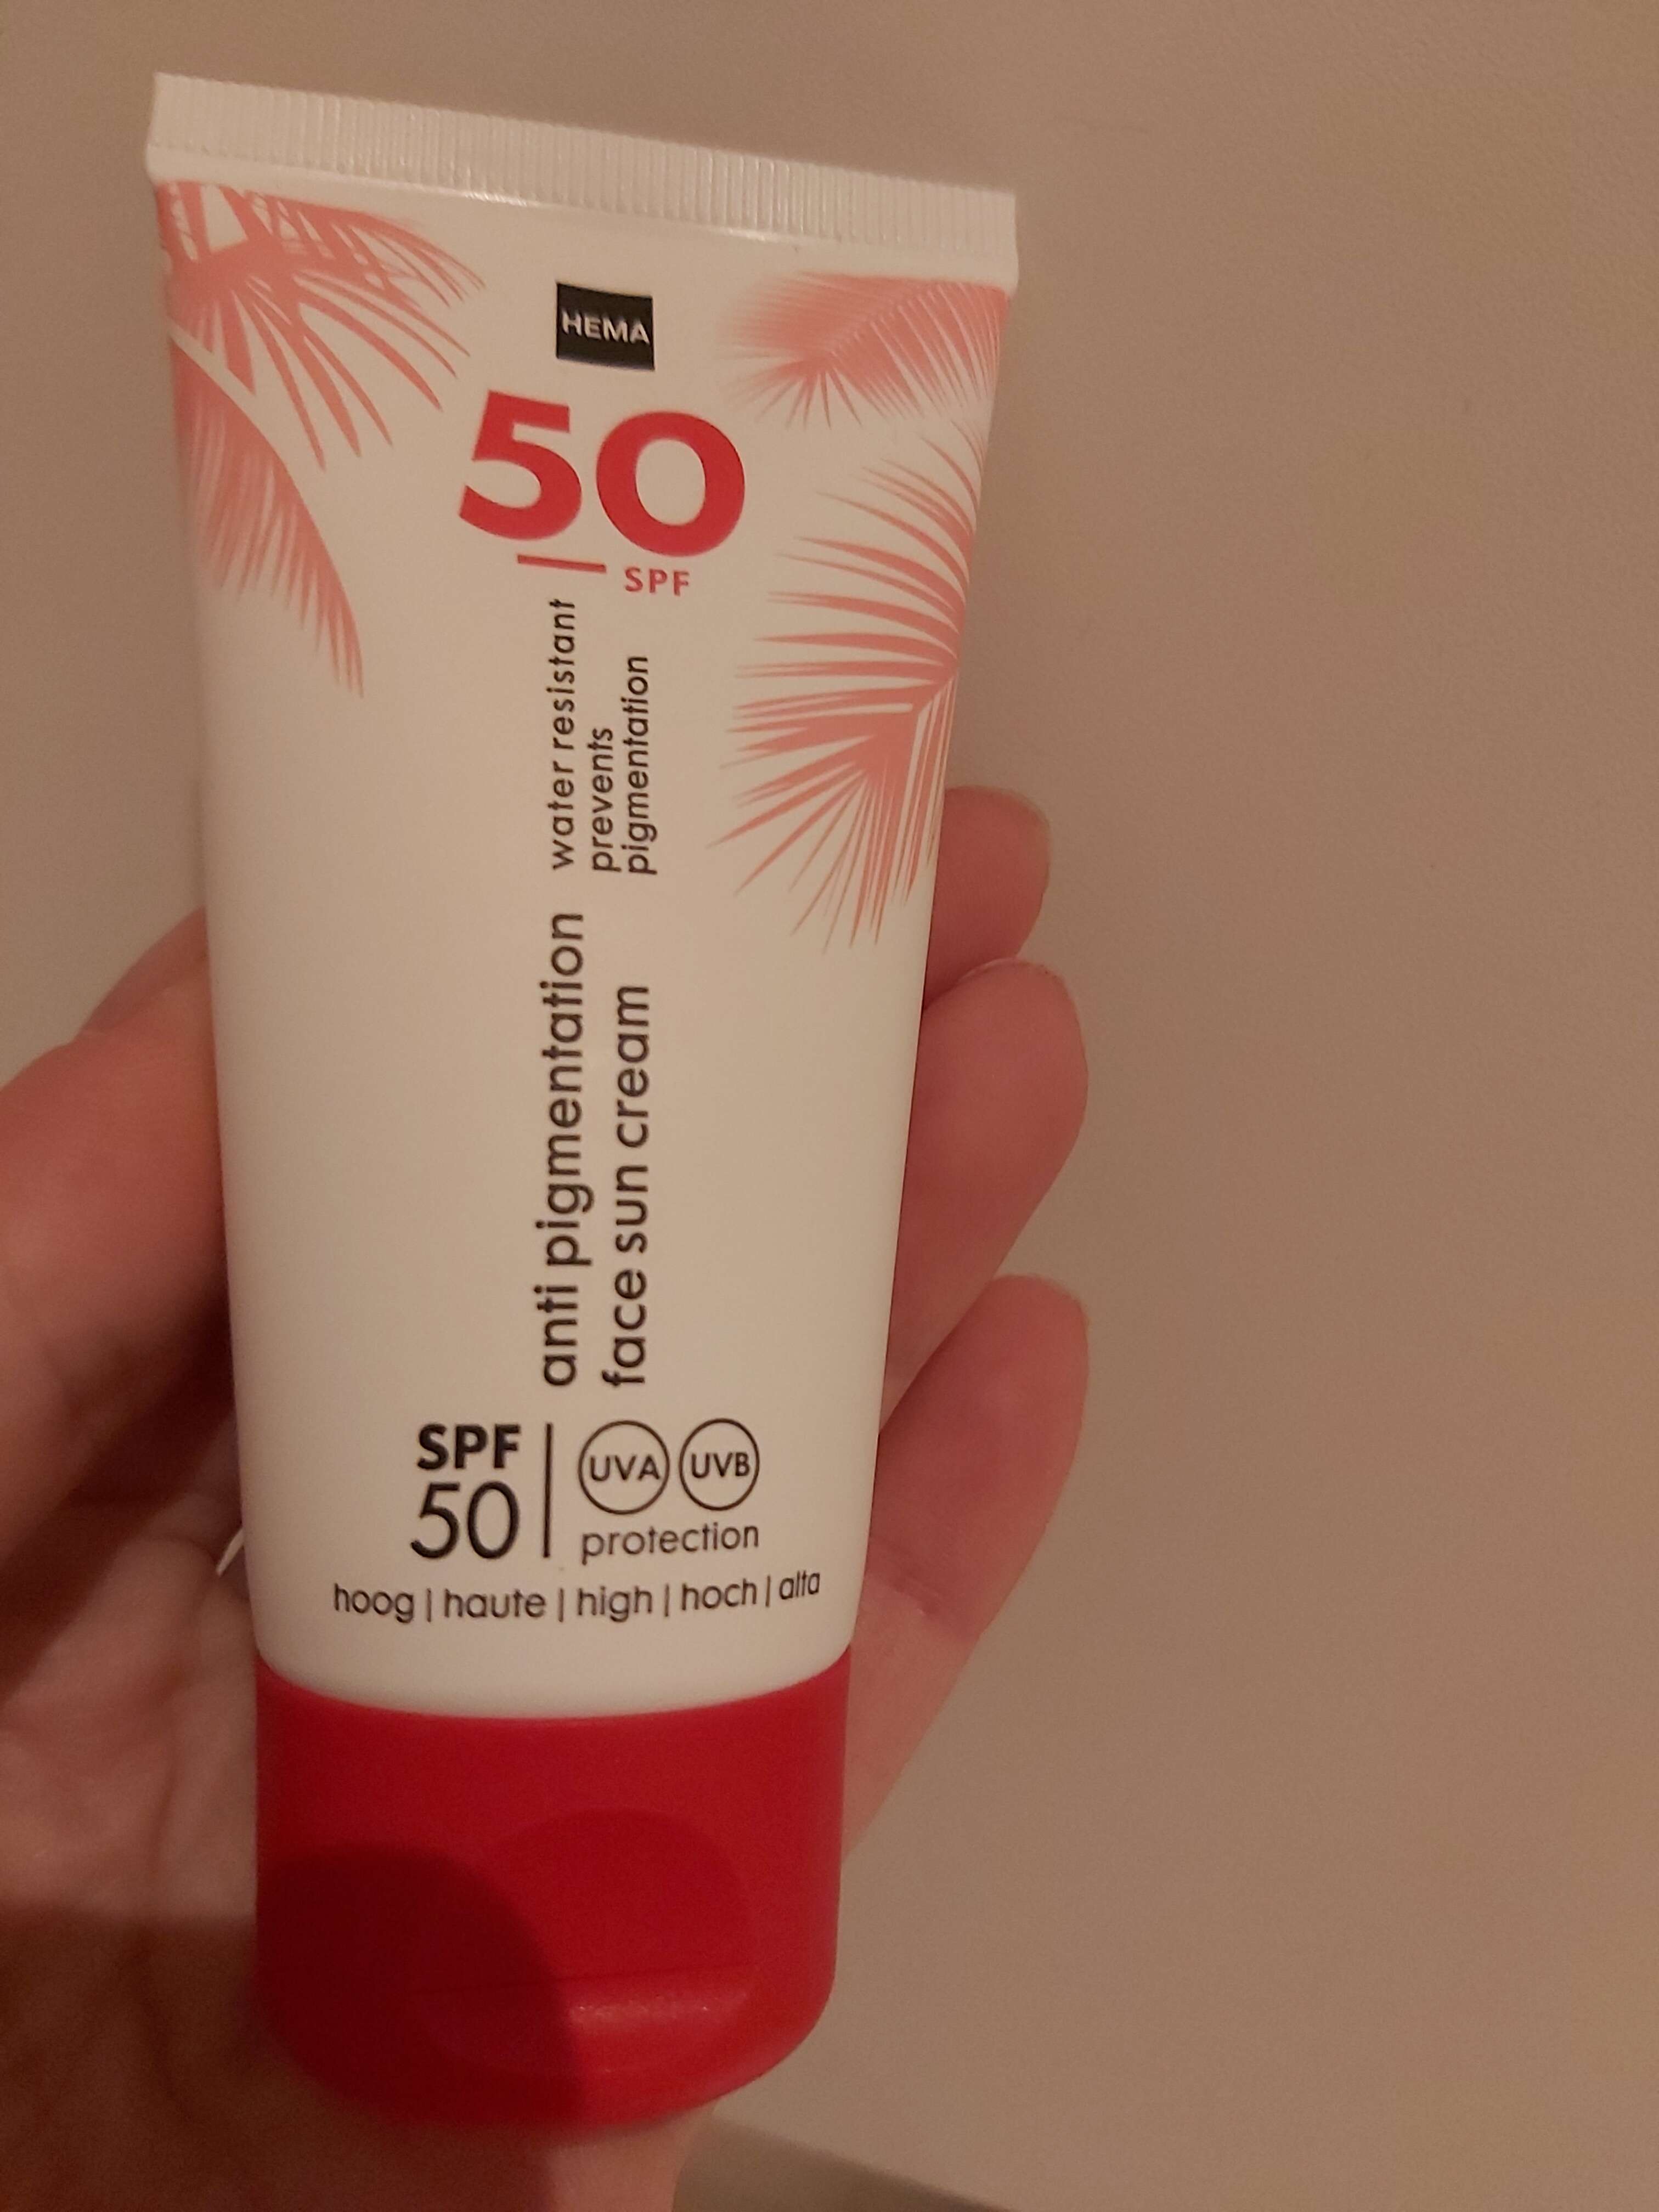 HEMA
50
SPF
water resistant
prevents
pigmentation
anti pigmentation
face sun cream
SPF
50
UVA UVB
protection
hoog | haute | high | hoch | alta